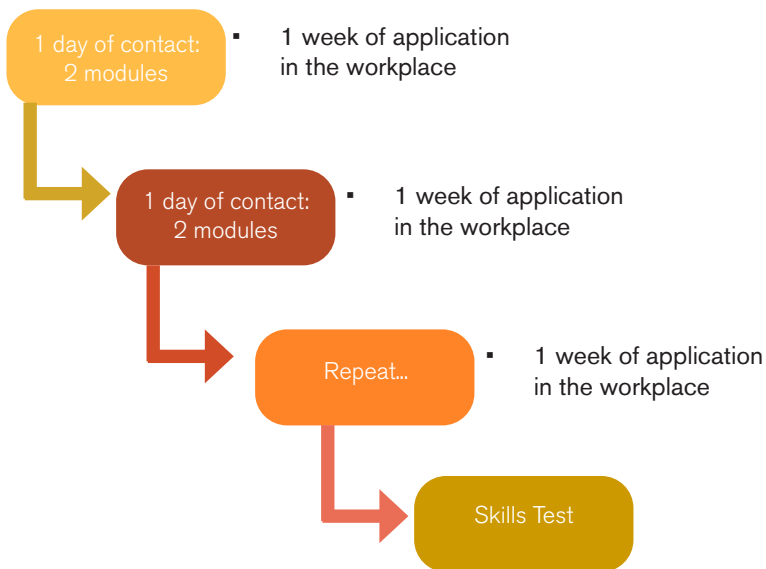 1 day of contact:
2 modules
▪ 1 week of application
in the workplace
1 day of contact:
2 modules
▪ 1 week of application
in the workplace
Repeat...
▪ 1 week of application
in the workplace
Skills Test